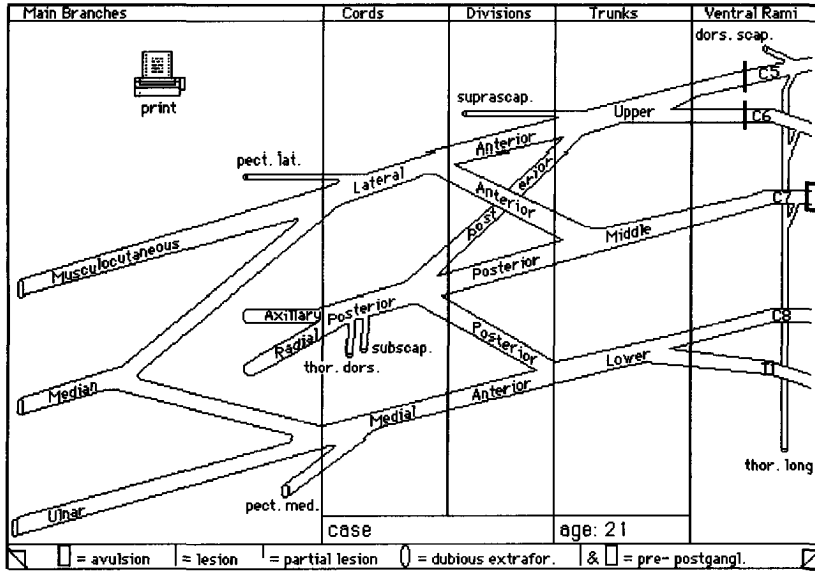 Main Branches Cords Divisions Trunks Ventral Rami
dors. scap.
C5
print
suprascap.
Upper
C6
Anterior
pect. lat.
Lateral
Post erior
Anterior
C7
Middle
Musculocutaneous
Posterior
Axillary
Posterior
C8
Radial
Posterior
subscap.
thor. dors.
Lower
T1
Median
Anterior
Medial
thor. long
pect. med.
Ulnar
case age: 21
= avulsion = lesion = partial lesion = dubious extrafor. & = pre- postgangl.